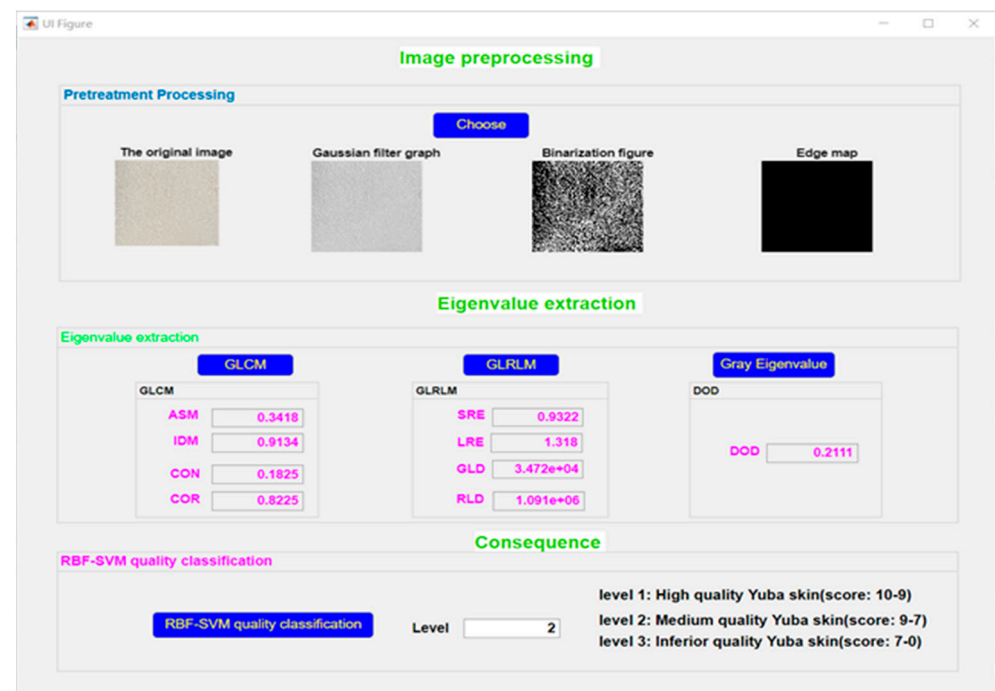 UI Figure
Image preprocessing
Pretreatment Processing
Choose
The original image Gaussian filter graph Binarization figure Edge map
Eigenvalue extraction
Eigenvalue extraction
GLCM GLRLM Gray Eigenvalue
GLCM GLRLM DOD
ASM 0.3418 SRE 0.9322
IDM 0.9134 LRE 1.318
DOD 0.2111
CON 0.1825 GLD 3.472e+04
COR 0.8225 RLD 1.091e+06
Consequence
RBF-SVM quality classification
level 1: High quality Yuba skin(score: 10-9)
RBF-SVM quality classification Level 2 level 2: Medium quality Yuba skin(score: 9-7)
level 3: Inferior quality Yuba skin(score: 7-0)